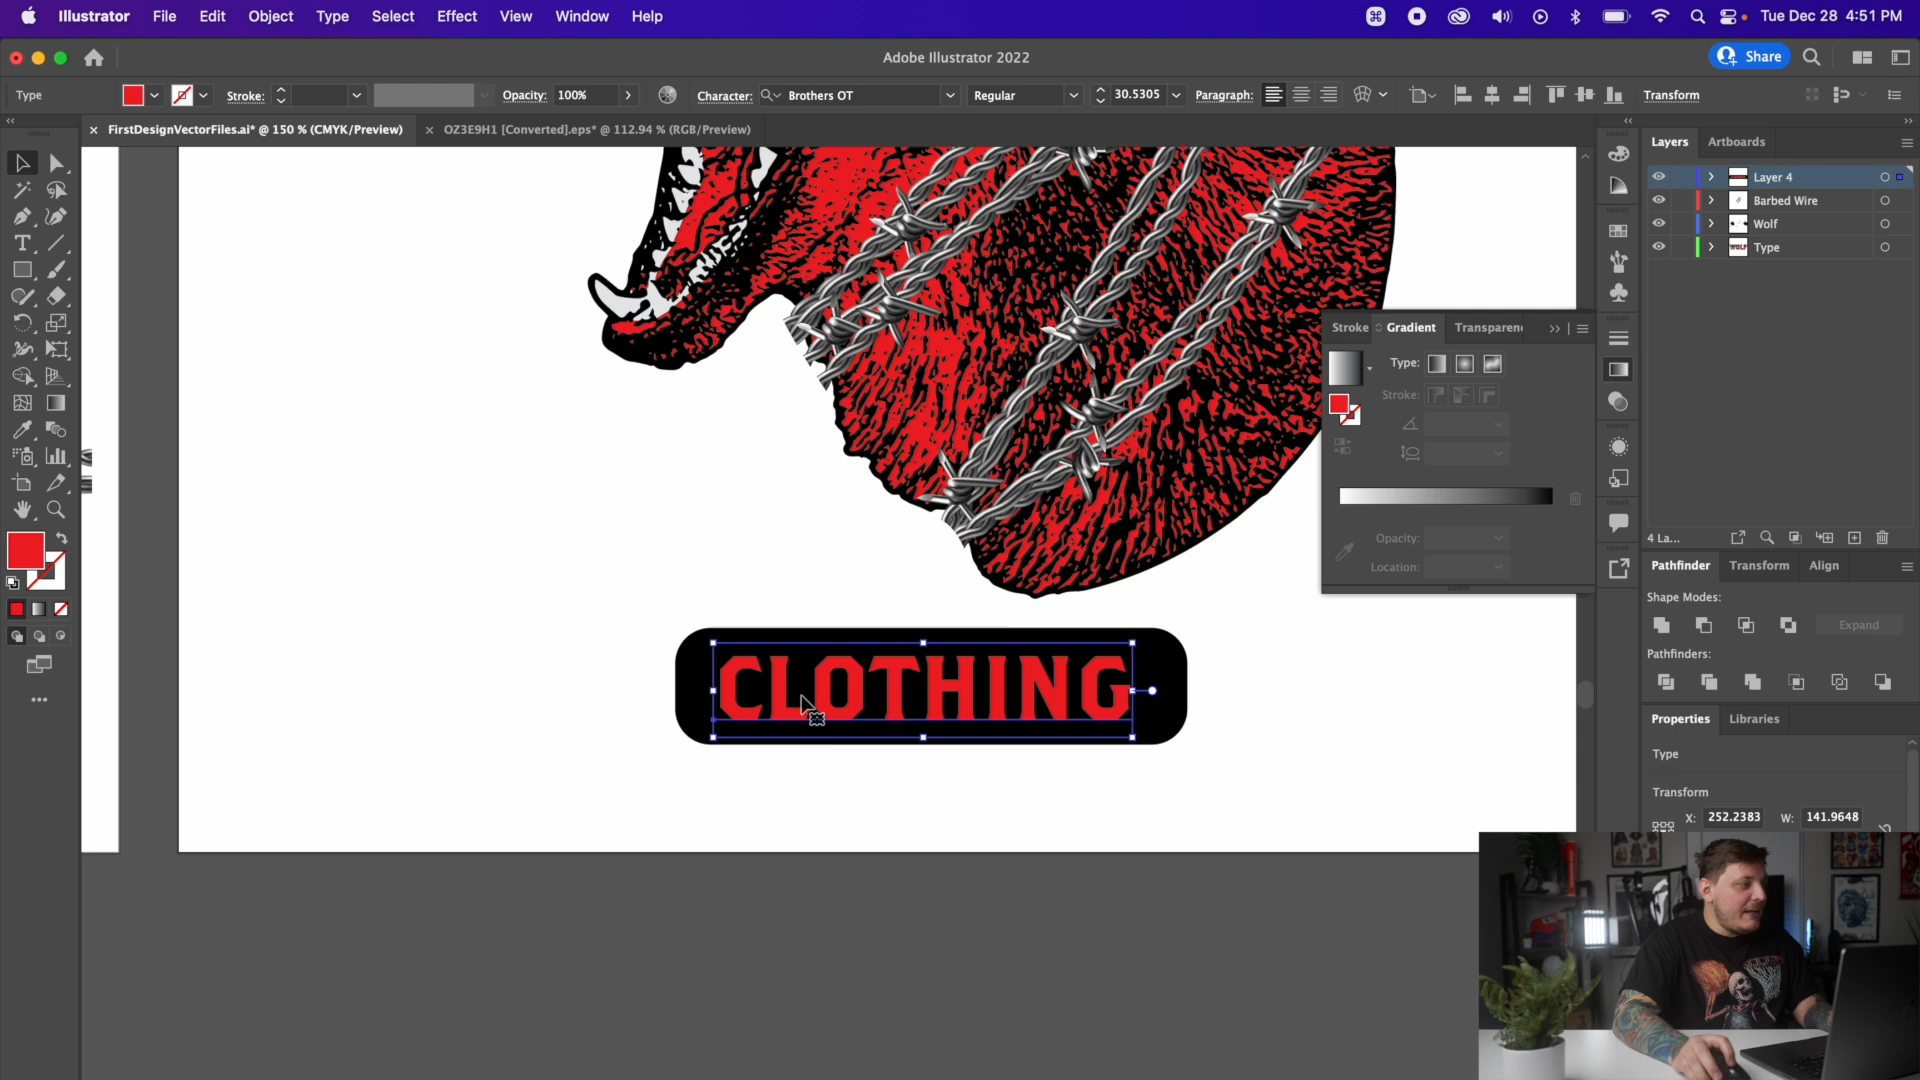 Illustrator File Edit Object Type Select Effect View Window Help
Tue Dec 28 4:51 PM
Adobe Illustrator 2022
Share
Type
Stroke:
Opacity: 100%
Character: Brothers OT
Regular
30.5305
Paragraph:
Transform
FirstDesignVectorFiles.ai* @ 150 % (CMYK/Preview)
OZ3E9H1 [Converted].eps* @ 112.94 % (RGB/Preview)
Layers Artboards
Layer 4
Barbed Wire
Wolf
Type
4 La...
Stroke Gradient Transparen
Type:
Stroke:
Opacity:
Location:
CLOTHING
Pathfinder Transform Align
Shape Modes:
Expand
Pathfinders:
Properties Libraries
Type
Transform
X: 252.2383 W: 141.9648